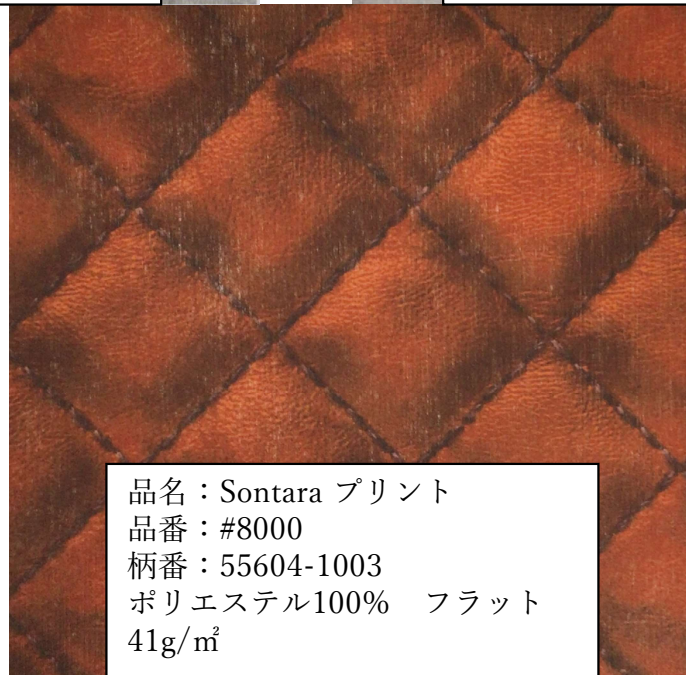 品名：Sontara プリント
品番：#8000
柄番：55604-1003
ポリエステル100%　フラット
41g/㎡